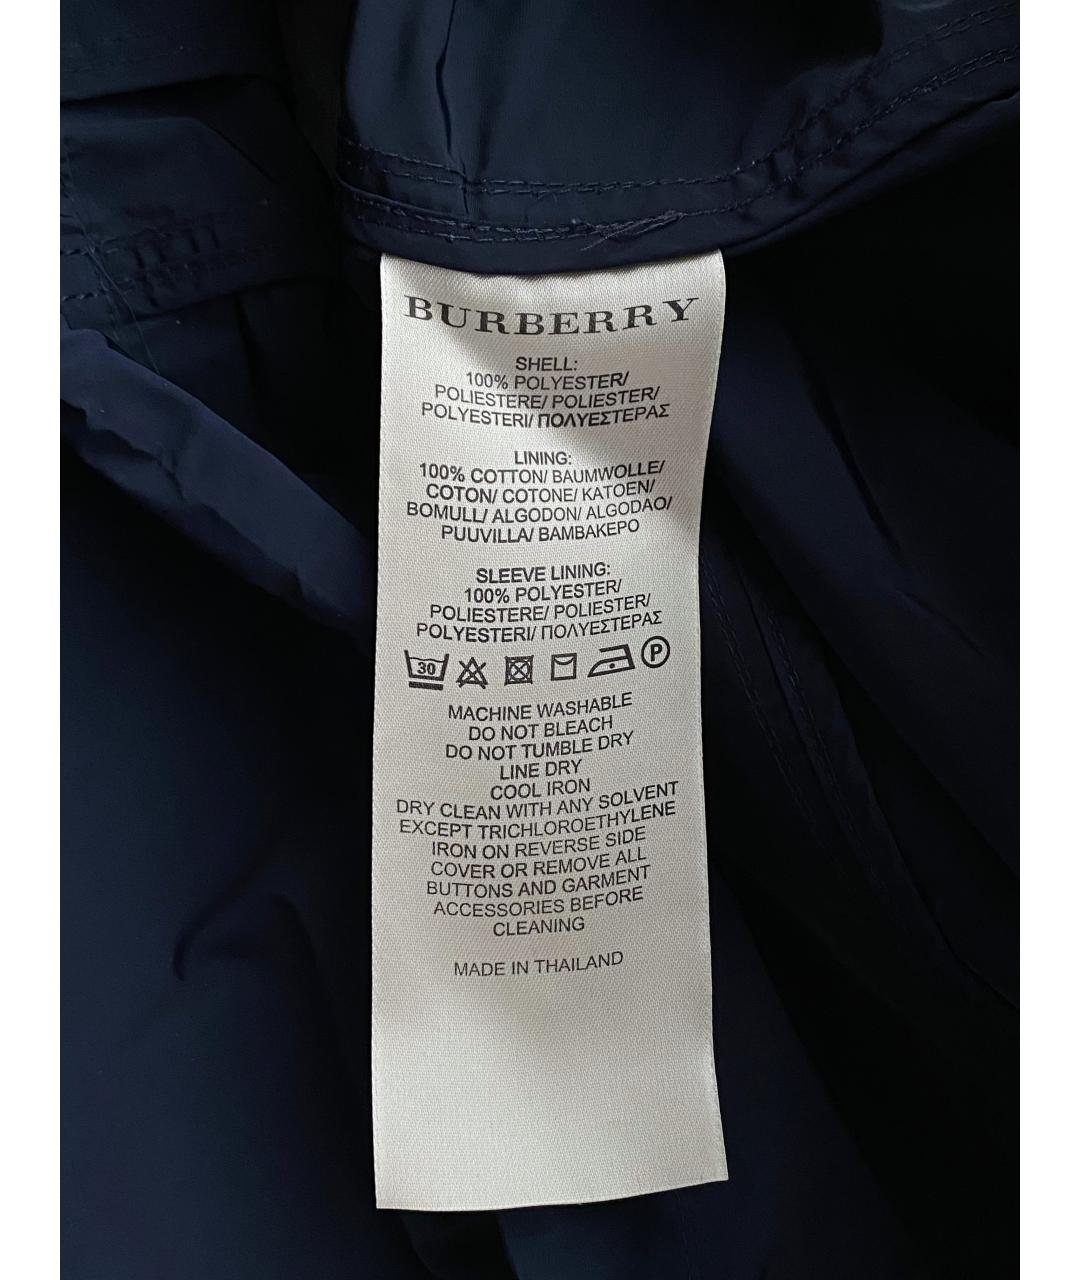 BURBERRY
SHELL:
100% POLYESTER/
POLIESTERE/ POLIESTER/
POLYESTERI/ ΠΟΛΥΕΣΤΕΡΑΣ
LINING:
100% COTTON/ BAUMWOLLE/
COTON/ COTONE/ KATOEN/
BOMULL/ ALGODON/ ALGODAO/
PUUVILLA/ ΒΑΜΒΑΚΕΡΟ
SLEEVE LINING:
100% POLYESTER/
POLIESTERE/ POLIESTER/
POLYESTERI/ ΠΟΛΥΕΣΤΕΡΑΣ
30 P
MACHINE WASHABLE
DO NOT BLEACH
DO NOT TUMBLE DRY
LINE DRY
COOL IRON
DRY CLEAN WITH ANY SOLVENT
EXCEPT TRICHLOROETHYLENE
IRON ON REVERSE SIDE
COVER OR REMOVE ALL
BUTTONS AND GARMENT
ACCESSORIES BEFORE
CLEANING
MADE IN THAILAND